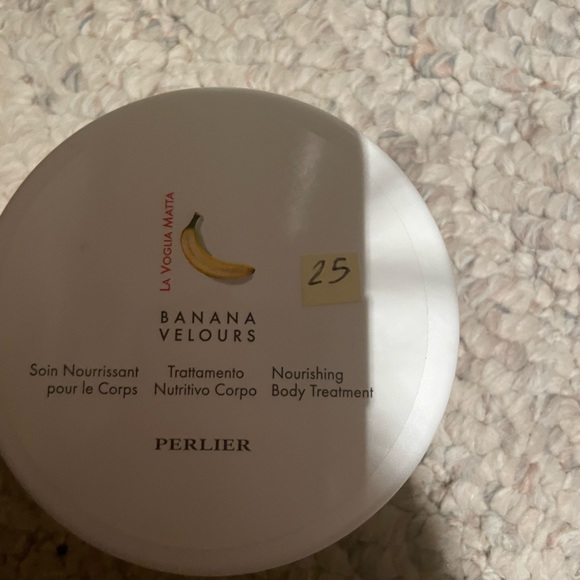 LA VOGLIA MATTA
25
BANANA
VELOURS
Soin Nourrissant
pour le Corps
Trattamento
Nutritivo Corpo
Nourishing
Body Treatment
PERLIER